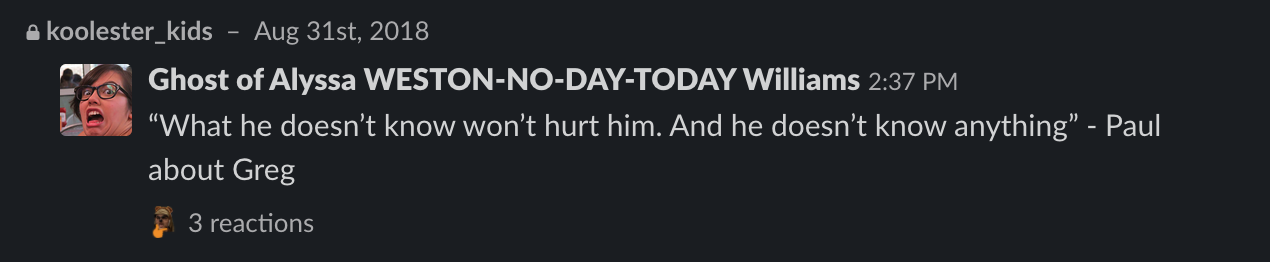 koolester_kids – Aug 31st, 2018
Ghost of Alyssa WESTON-NO-DAY-TODAY Williams 2:37 PM
“What he doesn’t know won’t hurt him. And he doesn’t know anything” - Paul
about Greg
3 reactions